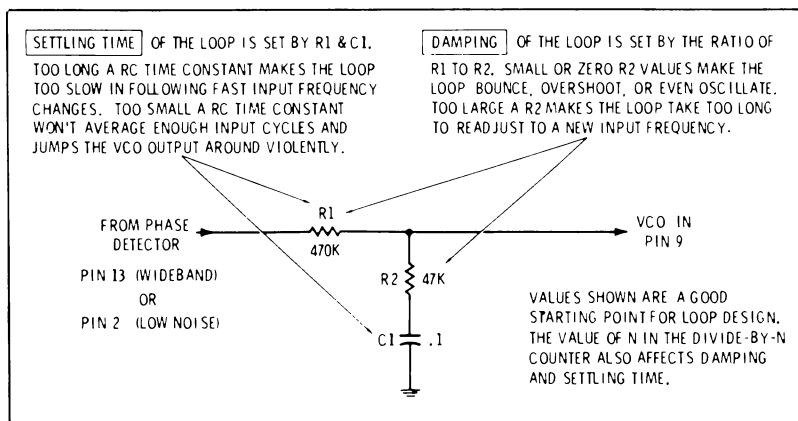 SETTLING TIME OF THE LOOP IS SET BY R1 & C1.
TOO LONG A RC TIME CONSTANT MAKES THE LOOP
TOO SLOW IN FOLLOWING FAST INPUT FREQUENCY
CHANGES. TOO SMALL A RC TIME CONSTANT
WON'T AVERAGE ENOUGH INPUT CYCLES AND
JUMPS THE VCO OUTPUT AROUND VIOLENTLY.
DAMPING OF THE LOOP IS SET BY THE RATIO OF
R1 TO R2. SMALL OR ZERO R2 VALUES MAKE THE
LOOP BOUNCE, OVERSHOOT, OR EVEN OSCILLATE.
TOO LARGE A R2 MAKES THE LOOP TAKE TOO LONG
TO READJUST TO A NEW INPUT FREQUENCY.
FROM PHASE
DETECTOR
PIN 13 (WIDEBAND)
OR
PIN 2 (LOW NOISE)
R1
470K
R2 47K
C1 .1
VCO IN
PIN 9
VALUES SHOWN ARE A GOOD
STARTING POINT FOR LOOP DESIGN.
THE VALUE OF N IN THE DIVIDE-BY-N
COUNTER ALSO AFFECTS DAMPING
AND SETTLING TIME.